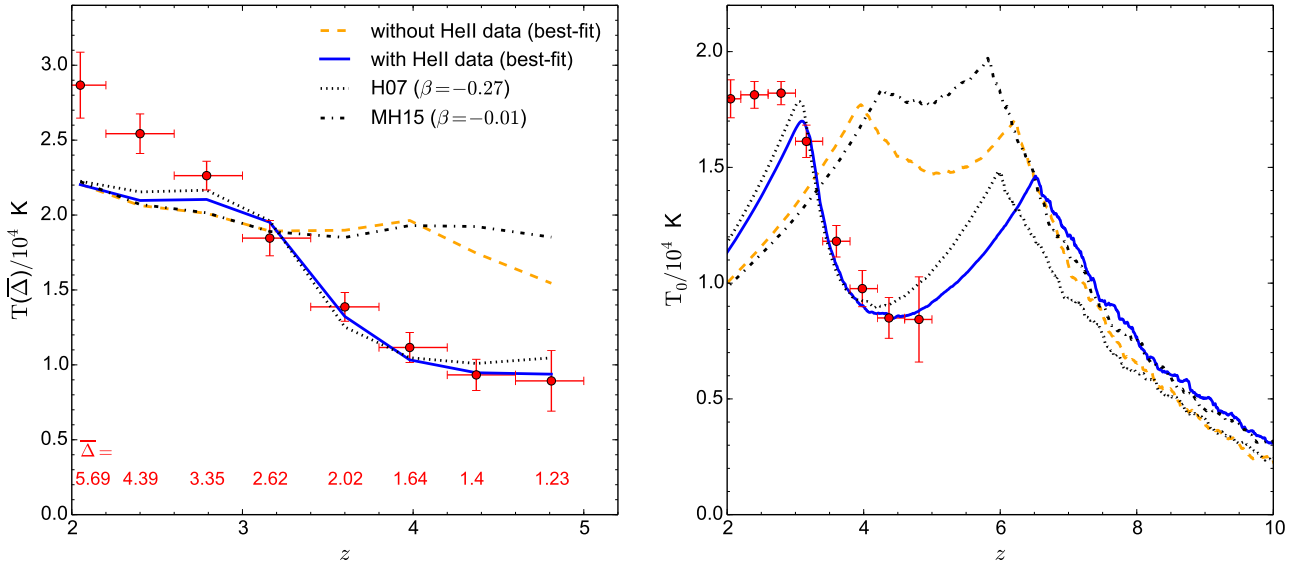 without HeII data (best-fit)
with HeII data (best-fit)
H07 (β=−0.27)
MH15 (β=−0.01)
T(Δ̅)/10⁴ K
3.0
2.5
2.0
1.5
1.0
0.5
0.0
Δ̅ =
5.69 4.39 3.35 2.62 2.02 1.64 1.4 1.23
2 3 4 5
z
T₀/10⁴ K
2.0
1.5
1.0
0.5
0.0
2 4 6 8 10
z